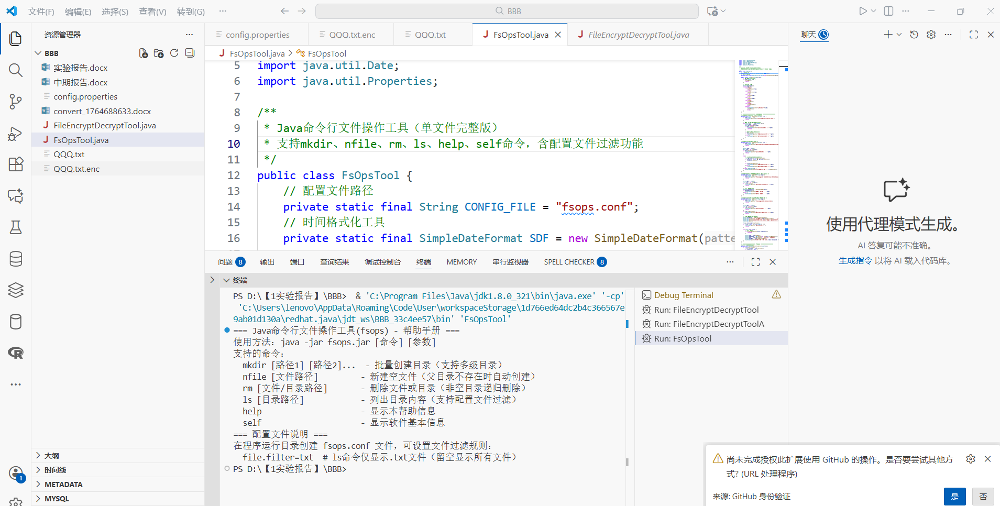 文件(F) 编辑(E) 选择(S) 查看(V) 转到(G) ··· BBB
资源管理器
BBB
实验报告.docx
中期报告.docx
config.properties
convert_1764688633.docx
FileEncryptDecryptTool.java
FsOpsTool.java
QQQ.txt
QQQ.txt.enc
大纲
时间线
METADATA
MYSQL
1
config.properties QQQ.txt.enc QQQ.txt FsOpsTool.java FileEncryptDecryptTool.java
FsOpsTool.java > FsOpsTool
5 import java.util.Date;
6 import java.util.Properties;
7
8 /**
9 * Java命令行文件操作工具（单文件完整版）
10 * 支持mkdir、nfile、rm、ls、help、self命令，含配置文件过滤功能
11 */
12 public class FsOpsTool {
13 // 配置文件路径
14 private static final String CONFIG_FILE = "fsops.conf";
15 // 时间格式化工具
16 private static final SimpleDateFormat SDF = new SimpleDateFormat(patte
问题 8 输出 端口 查询结果 调试控制台 终端 MEMORY 串行监视器 SPELL CHECKER 8
终端
PS D:\【1实验报告】\BBB> & 'C:\Program Files\Java\jdk1.8.0_321\bin\java.exe' '-cp'
'C:\Users\lenovo\AppData\Roaming\Code\User\workspaceStorage\1d766ed64dc2b4c366567e
9ab01d130a\redhat.java\jdt_ws\BBB_33c4ee57\bin' 'FsOpsTool'
=== Java命令行文件操作工具(fsops) - 帮助手册 ===
使用方法：java -jar fsops.jar [命令] [参数]
支持的命令：
mkdir [路径1] [路径2]... - 批量创建目录（支持多级目录）
nfile [文件路径] - 新建空文件（父目录不存在时自动创建）
rm [文件/目录路径] - 删除文件或目录（非空目录递归删除）
ls [目录路径] - 列出目录内容（支持配置文件过滤）
help - 显示本帮助信息
self - 显示软件基本信息
=== 配置文件说明 ===
在程序运行目录创建 fsops.conf 文件，可设置文件过滤规则：
file.filter=txt # ls命令仅显示.txt文件（留空显示所有文件）
PS D:\【1实验报告】\BBB>
Debug Terminal
Run: FileEncryptDecryptTool
Run: FileEncryptDecryptToolA
Run: FsOpsTool
聊天
使用代理模式生成。
AI 答复可能不准确。
生成指令 以将 AI 载入代码库。
尚未完成授权此扩展使用 GitHub 的操作。是否要尝试其他方
式? (URL 处理程序)
来源: GitHub 身份验证
是 否